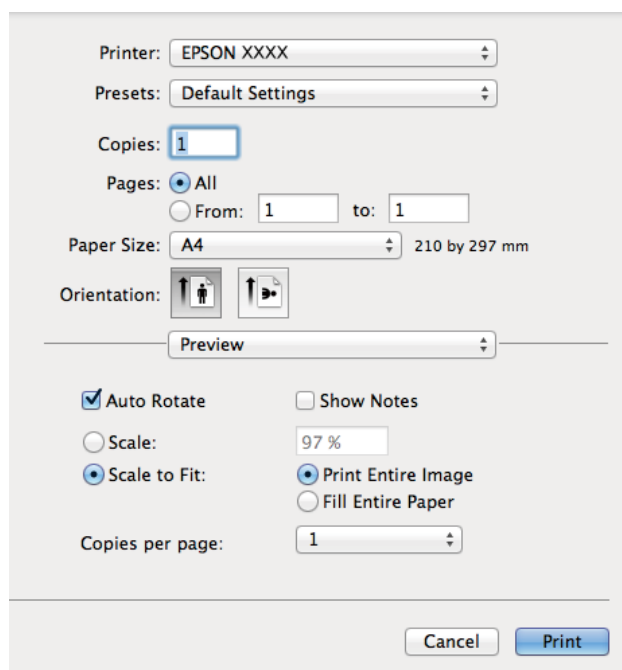 Printer: EPSON XXXX
Presets: Default Settings
Copies: 1
Pages: All
From: 1 to: 1
Paper Size: A4 210 by 297 mm
Orientation:
Preview
Auto Rotate Show Notes
Scale: 97 %
Scale to Fit: Print Entire Image
Fill Entire Paper
Copies per page: 1
Cancel Print